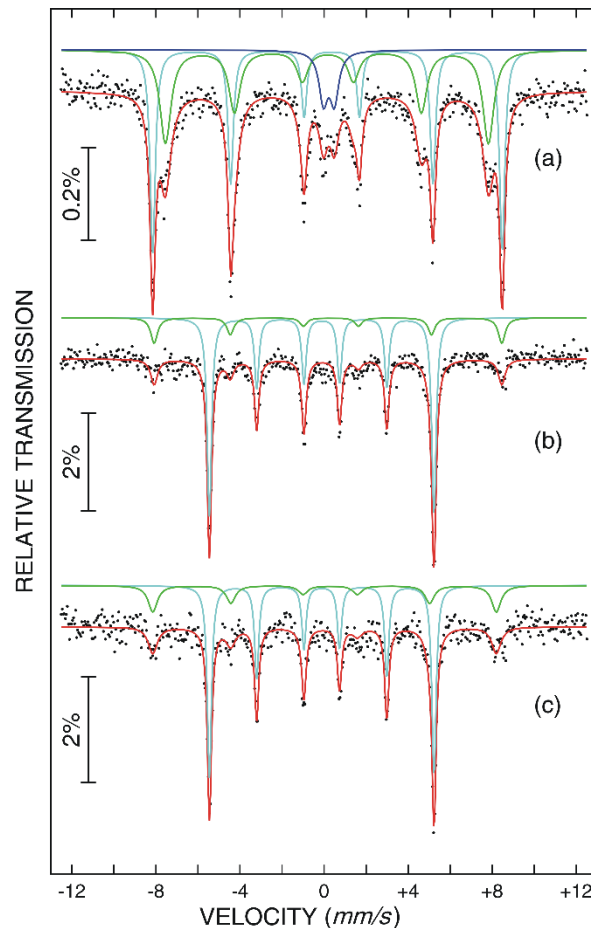 (a)
0.2%
(b)
2%
(c)
2%
RELATIVE TRANSMISSION
-12 -8 -4 0 +4 +8 +12
VELOCITY (mm/s)